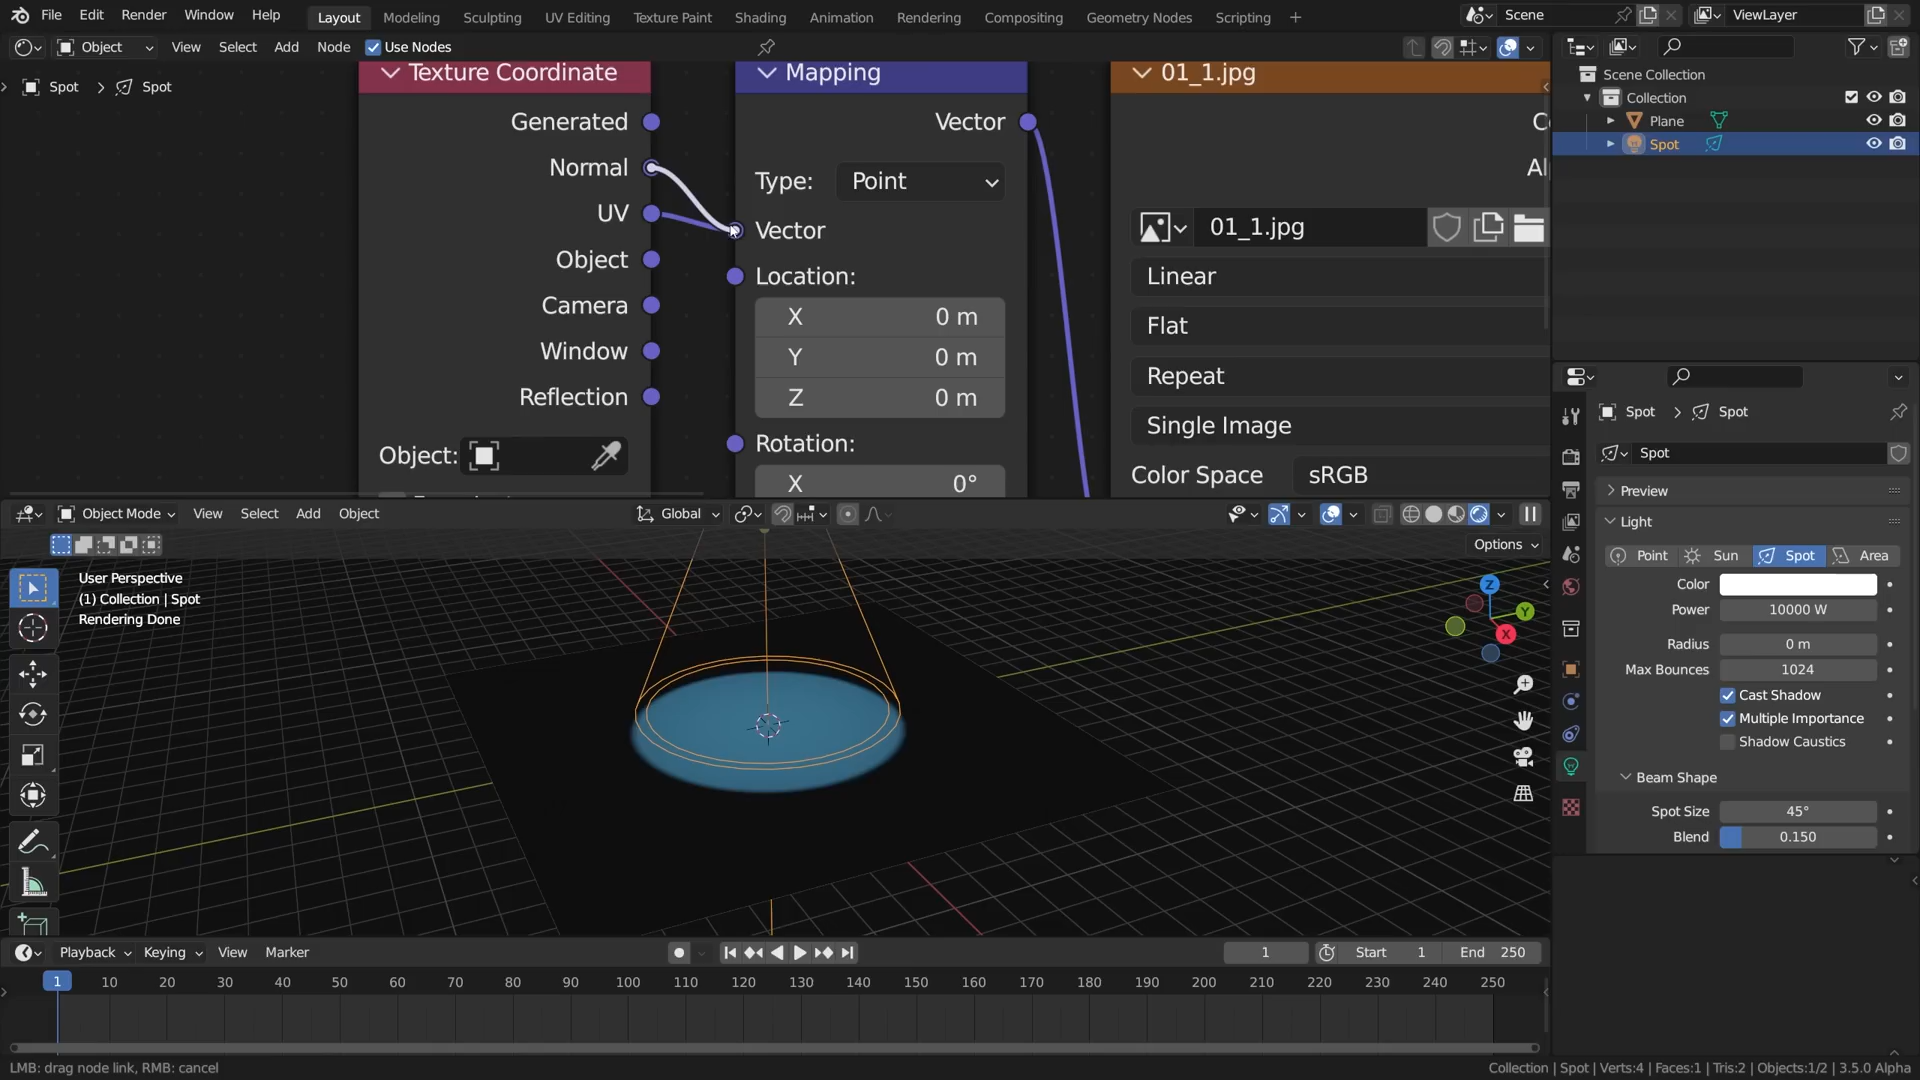 File Edit Render Window Help Layout Modeling Sculpting UV Editing Texture Paint Shading Animation Rendering Compositing Geometry Nodes Scripting + Scene ViewLayer
Object View Select Add Node Use Nodes
Spot > Spot
Texture Coordinate
Generated
Normal
UV
Object
Camera
Window
Reflection
Object:
Mapping
Vector
Type: Point
Vector
Location:
X 0 m
Y 0 m
Z 0 m
Rotation:
X 0°
01_1.jpg
01_1.jpg
Linear
Flat
Repeat
Single Image
Color Space sRGB
Scene Collection
Collection
Plane
Spot
Spot > Spot
Spot
Preview
Light
Point Sun Spot Area
Color
Power 10000 W
Radius 0 m
Max Bounces 1024
Cast Shadow
Multiple Importance
Shadow Caustics
Beam Shape
Spot Size 45°
Blend 0.150
Object Mode View Select Add Object Global
Options
User Perspective
(1) Collection | Spot
Rendering Done
Z
Y
X
Playback Keying View Marker 1 Start 1 End 250
1 10 20 30 40 50 60 70 80 90 100 110 120 130 140 150 160 170 180 190 200 210 220 230 240 250
LMB: drag node link, RMB: cancel
Collection | Spot | Verts:4 | Faces:1 | Tris:2 | Objects:1/2 | 3.5.0 Alpha